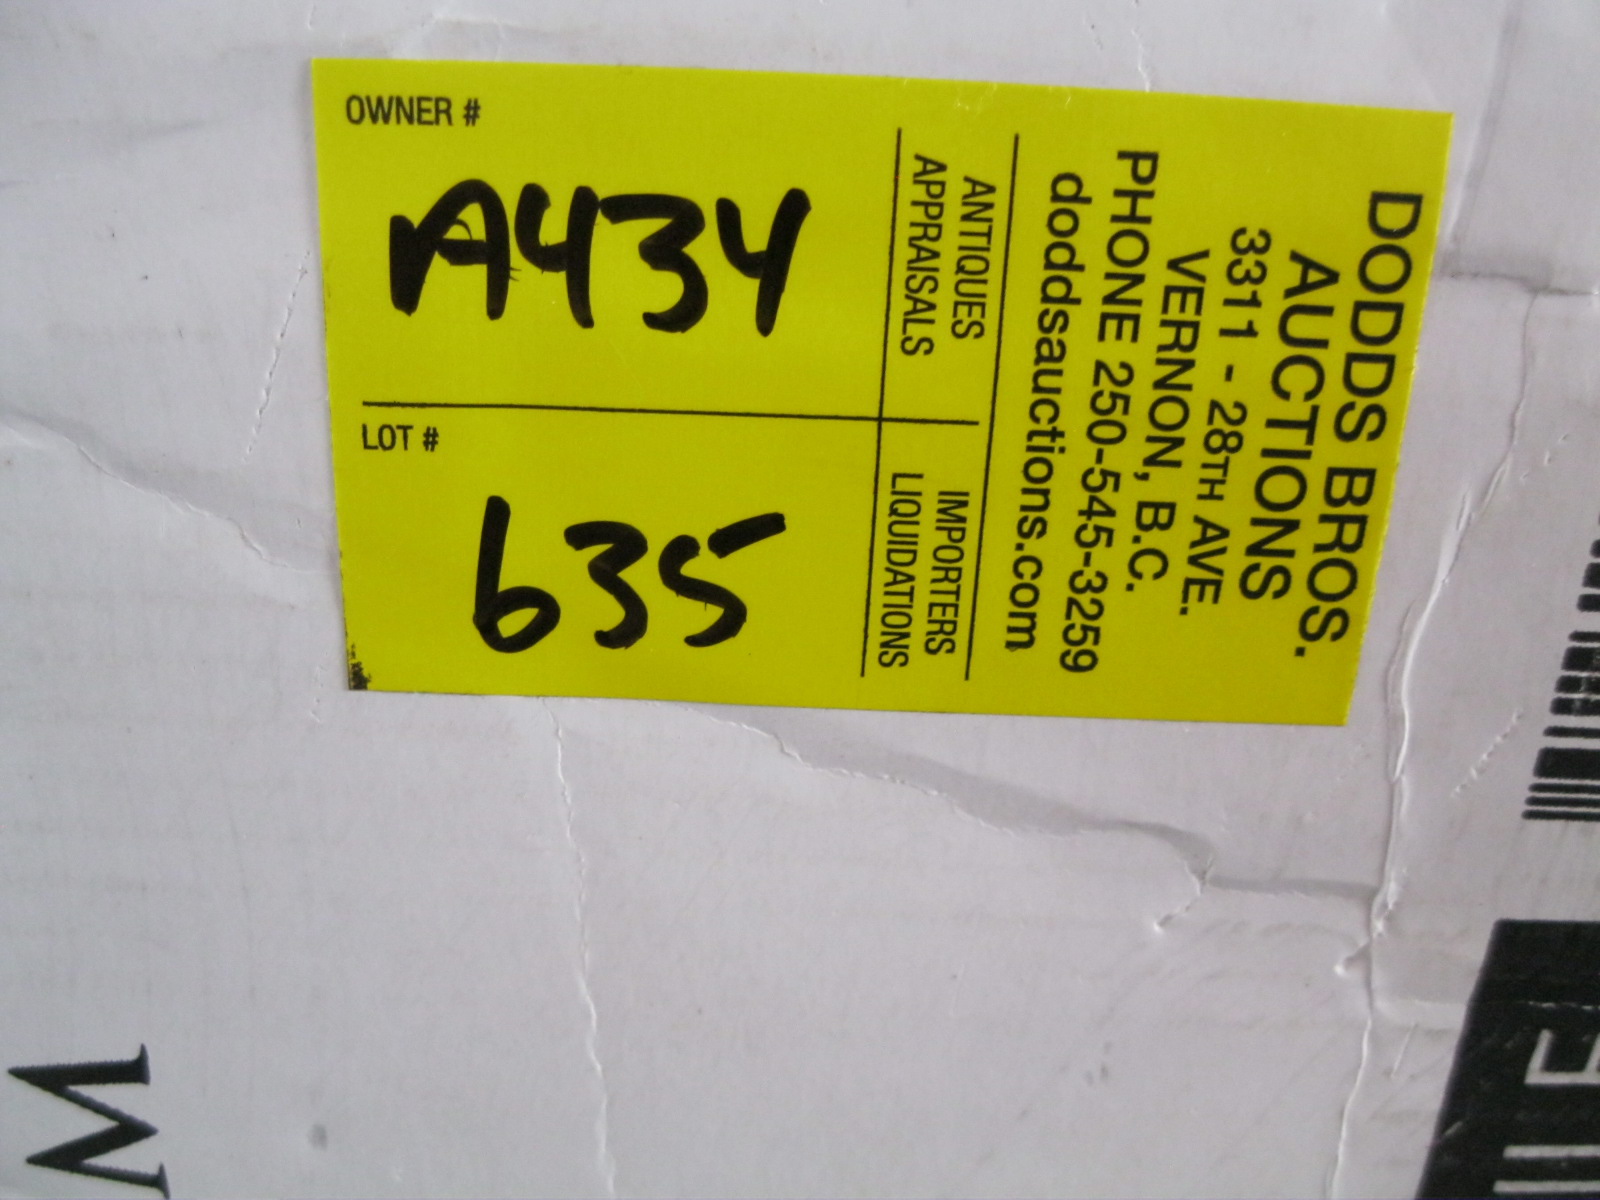 OWNER #
A434
LOT #
635
DODDS BROS.
AUCTIONS
3311 - 28TH AVE.
VERNON, B.C.
PHONE 250-545-3259
doddsauctions.com
ANTIQUES
APPRAISALS
IMPORTERS
LIQUIDATIONS
M